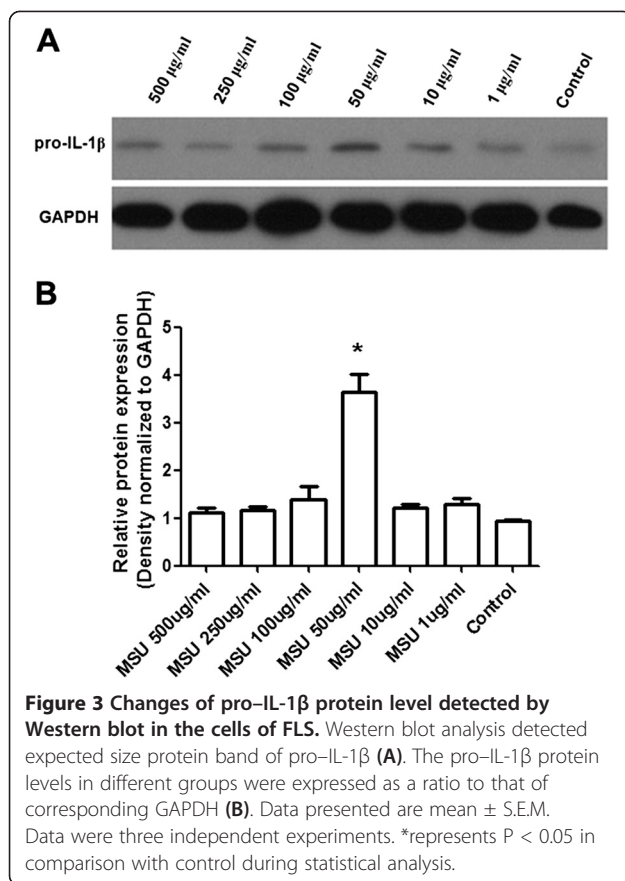 A
500 µg/ml
250 µg/ml
100 µg/ml
50 µg/ml
10 µg/ml
1 µg/ml
Control
pro-IL-1β
GAPDH
B
Relative protein expression
(Density normalized to GAPDH)
5
4
3
2
1
0
*
MSU 500ug/ml
MSU 250ug/ml
MSU 100ug/ml
MSU 50ug/ml
MSU 10ug/ml
MSU 1ug/ml
Control
Figure 3 Changes of pro–IL-1β protein level detected by
Western blot in the cells of FLS. Western blot analysis detected
expected size protein band of pro–IL-1β (A). The pro–IL-1β protein
levels in different groups were expressed as a ratio to that of
corresponding GAPDH (B). Data presented are mean ± S.E.M.
Data were three independent experiments. *represents P < 0.05 in
comparison with control during statistical analysis.